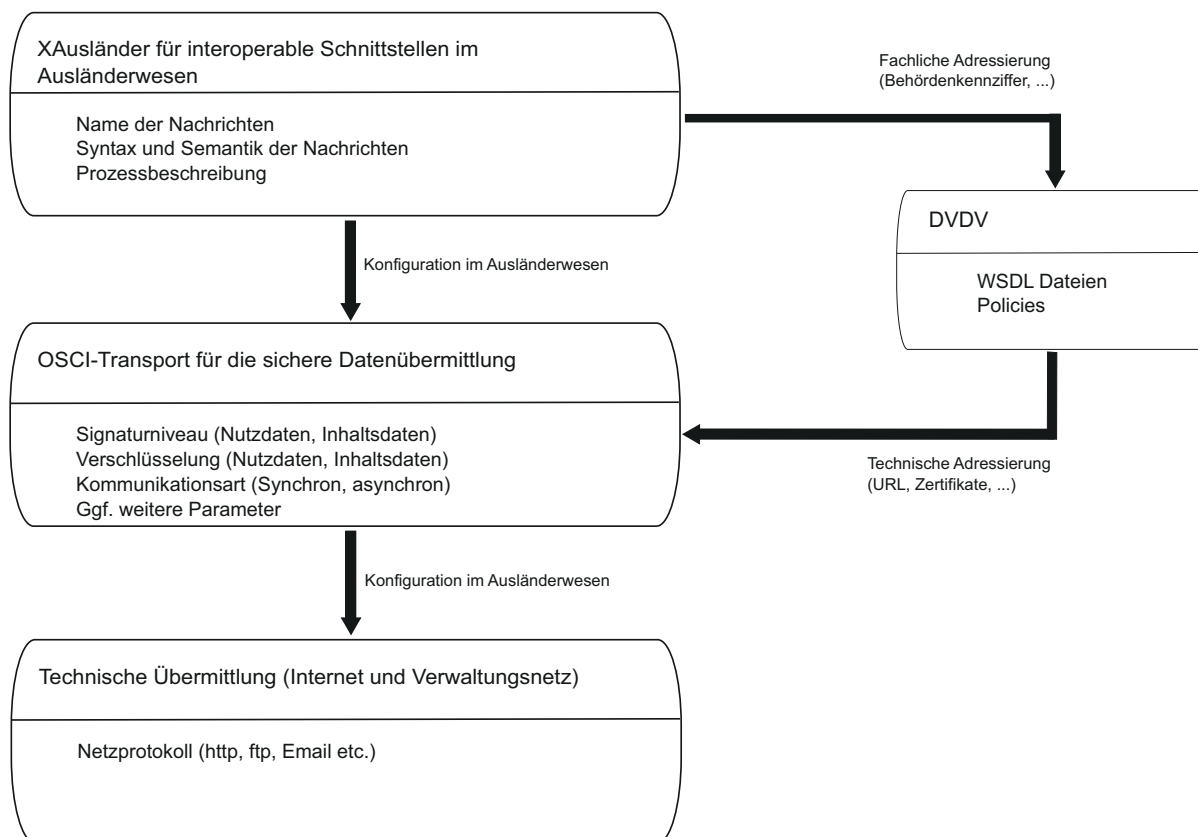 XAusländer für interoperable Schnittstellen im
Ausländerwesen
Name der Nachrichten
Syntax und Semantik der Nachrichten
Prozessbeschreibung
Fachliche Adressierung
(Behördenkennziffer, ...)
DVDV
WSDL Dateien
Policies
Konfiguration im Ausländerwesen
OSCI-Transport für die sichere Datenübermittlung
Signaturniveau (Nutzdaten, Inhaltsdaten)
Verschlüsselung (Nutzdaten, Inhaltsdaten)
Kommunikationsart (Synchron, asynchron)
Ggf. weitere Parameter
Technische Adressierung
(URL, Zertifikate, ...)
Konfiguration im Ausländerwesen
Technische Übermittlung (Internet und Verwaltungsnetz)
Netzprotokoll (http, ftp, Email etc.)